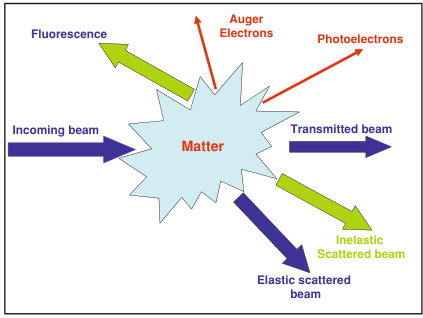 Auger
Electrons
Fluorescence
Photoelectrons
Incoming beam
Transmitted beam
Matter
Inelastic
Scattered beam
Elastic scattered
beam